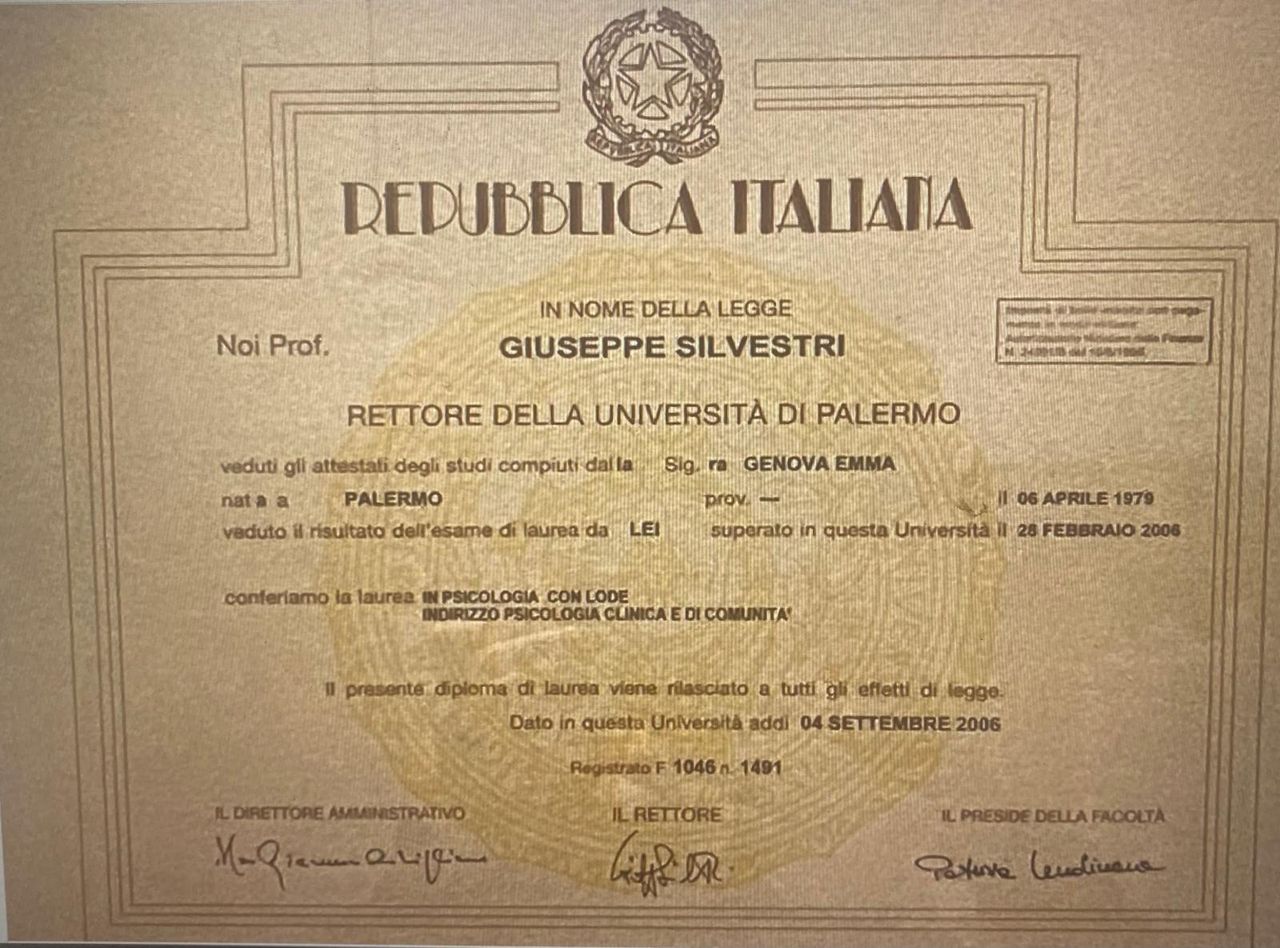 REPUBBLICA ITALIANA
REPUBBLICA ITALIANA
IN NOME DELLA LEGGE
Noi Prof. GIUSEPPE SILVESTRI
RETTORE DELLA UNIVERSITÀ DI PALERMO
veduti gli attestati degli studi compiuti dalla Sig. ra GENOVA EMMA
nata a PALERMO prov. — il 06 APRILE 1979
veduto il risultato dell'esame di laurea da LEI superato in questa Università il 28 FEBBRAIO 2006
conferiamo la laurea IN PSICOLOGIA CON LODE
INDIRIZZO PSICOLOGIA CLINICA E DI COMUNITA'
Il presente diploma di laurea viene rilasciato a tutti gli effetti di legge.
Dato in questa Università addì 04 SETTEMBRE 2006
Registrato F 1046 n. 1491
IL DIRETTORE AMMINISTRATIVO IL RETTORE IL PRESIDE DELLA FACOLTÀ